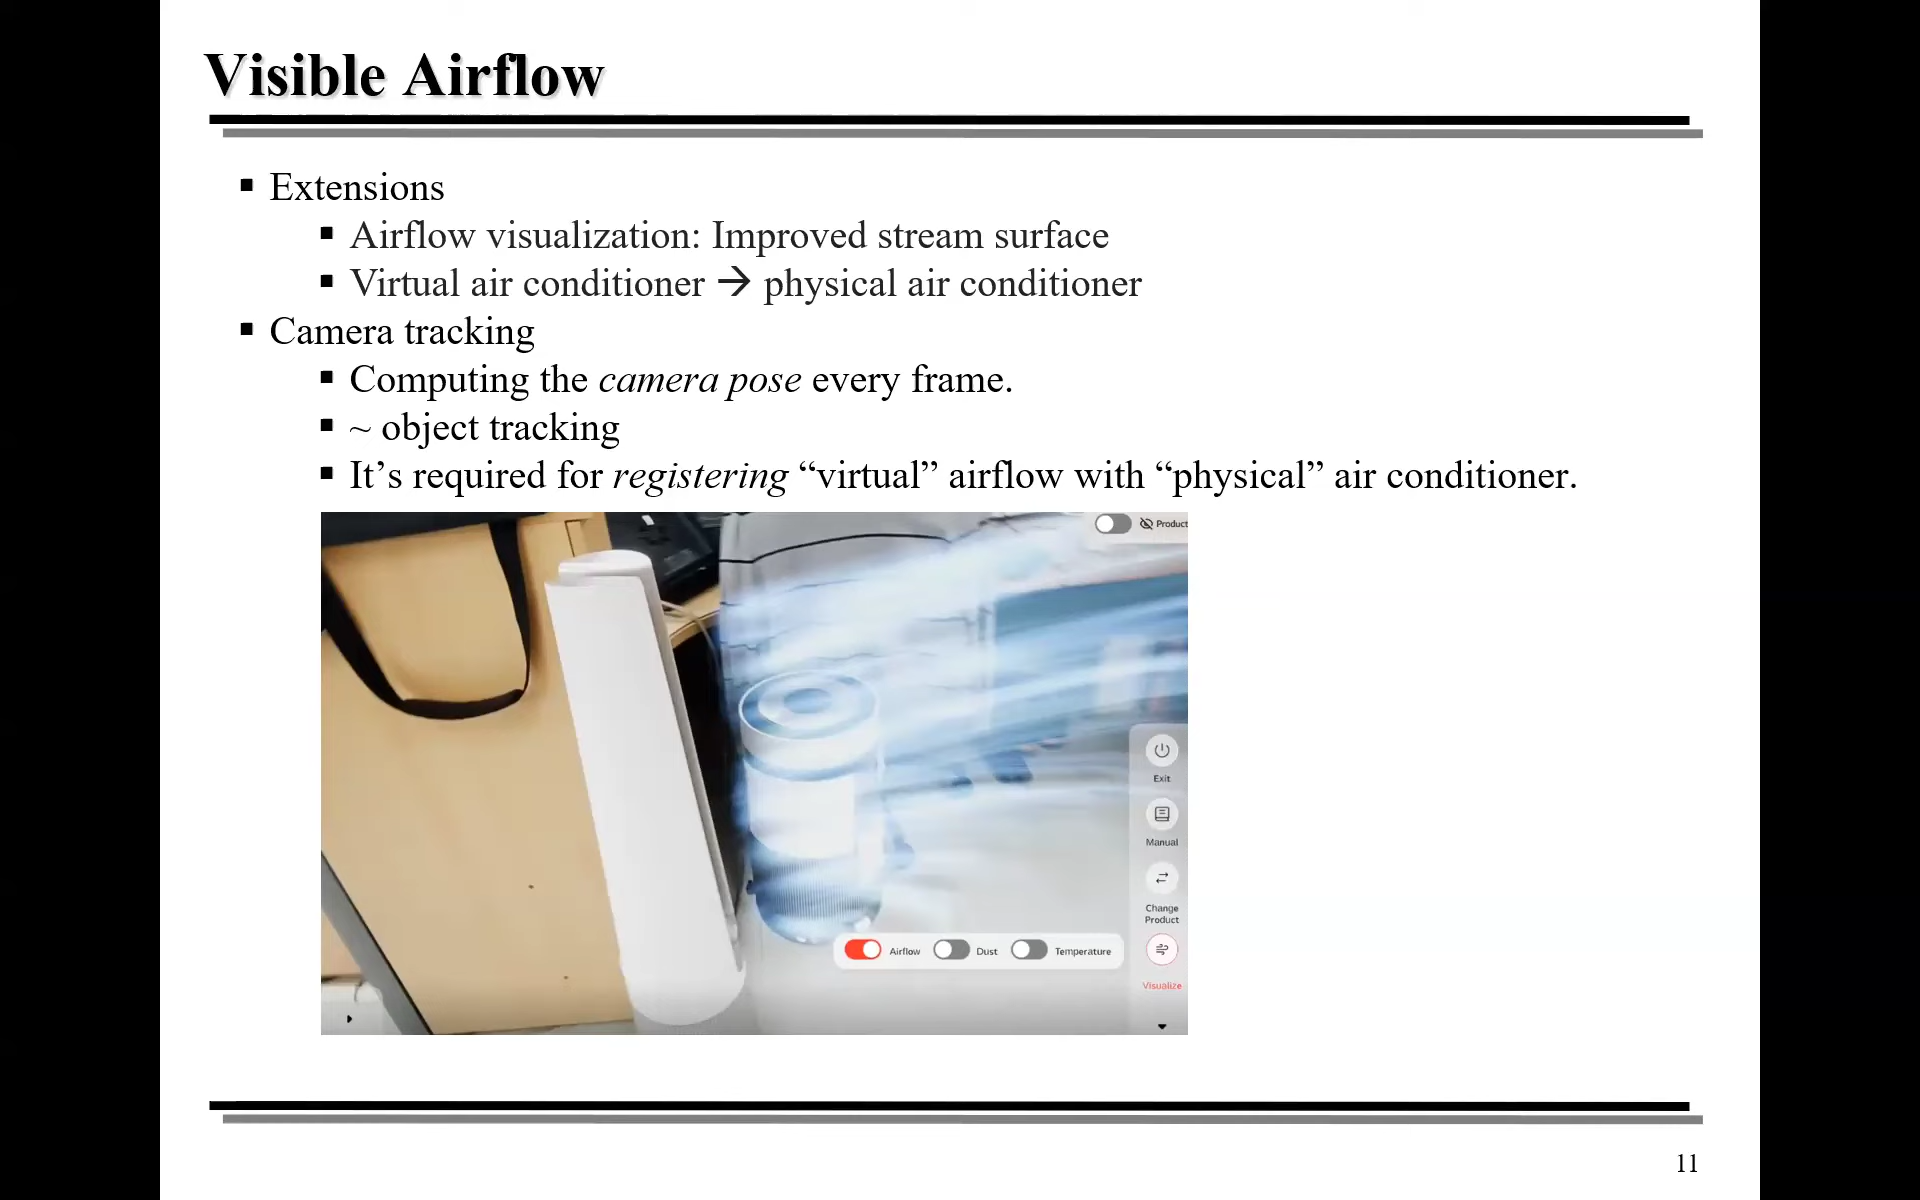 Visible Airflow
▪ Extensions
▪ Airflow visualization: Improved stream surface
▪ Virtual air conditioner → physical air conditioner
▪ Camera tracking
▪ Computing the camera pose every frame.
▪ ~ object tracking
▪ It’s required for registering “virtual” airflow with “physical” air conditioner.
Product
Exit
Manual
Change
Product
Airflow Dust Temperature
Visualize
11